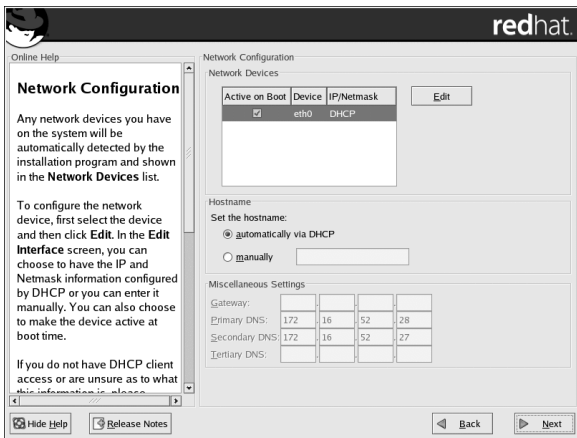 redhat.
Online Help
Network Configuration
Any network devices you have
on the system will be
automatically detected by the
installation program and shown
in the Network Devices list.
To configure the network
device, first select the device
and then click Edit. In the Edit
Interface screen, you can
choose to have the IP and
Netmask information configured
by DHCP or you can enter it
manually. You can also choose
to make the device active at
boot time.
If you do not have DHCP client
access or are unsure as to what
this information is, please
Hide Help
Release Notes
Network Configuration
Network Devices
Active on Boot Device IP/Netmask
eth0 DHCP
Edit
Hostname
Set the hostname:
automatically via DHCP
manually
Miscellaneous Settings
Gateway: . . .
Primary DNS: 172 . 16 . 52 . 28
Secondary DNS: 172 . 16 . 52 . 27
Tertiary DNS: . . .
Back
Next